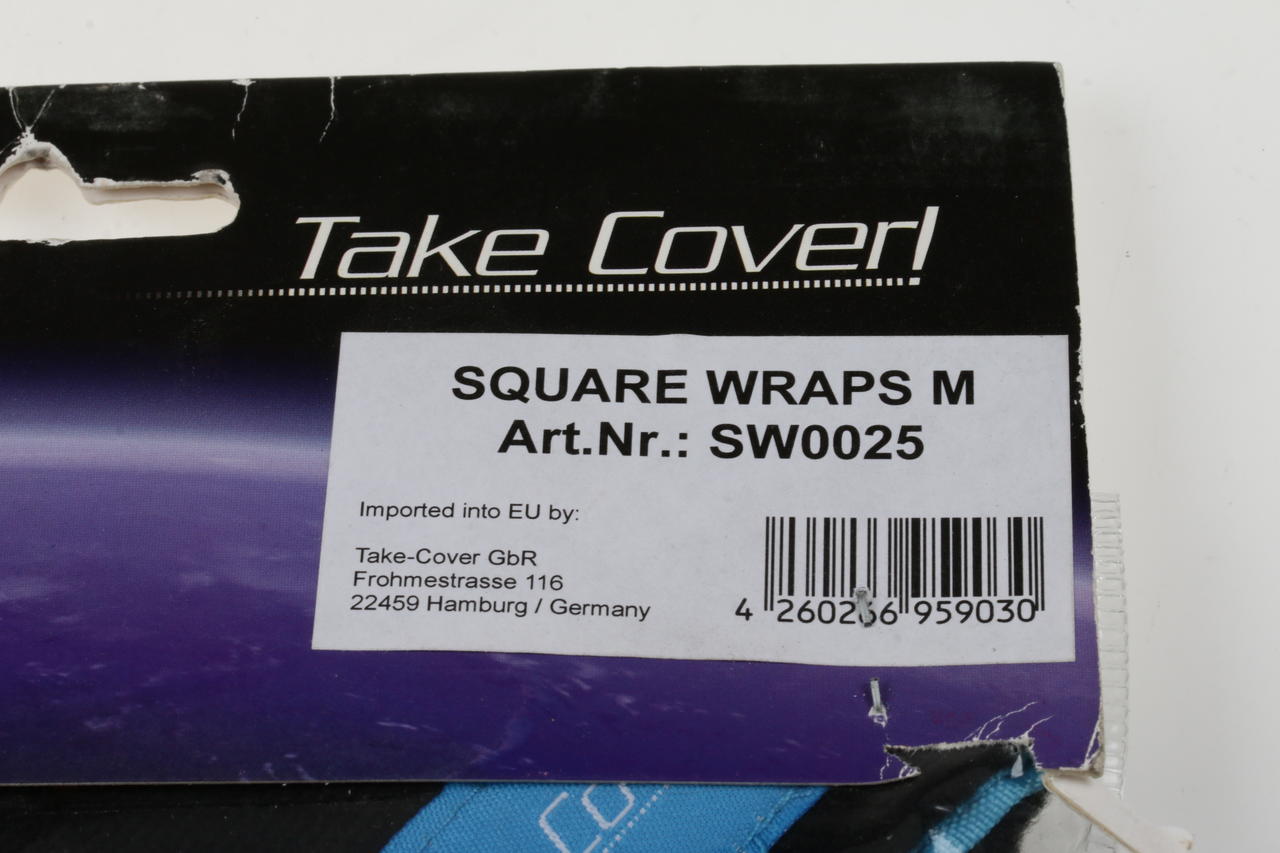 Take Cover!
SQUARE WRAPS M
Art.Nr.: SW0025
Imported into EU by:
Take-Cover GbR
Frohmestrasse 116
22459 Hamburg / Germany
4 260266 959030
Co